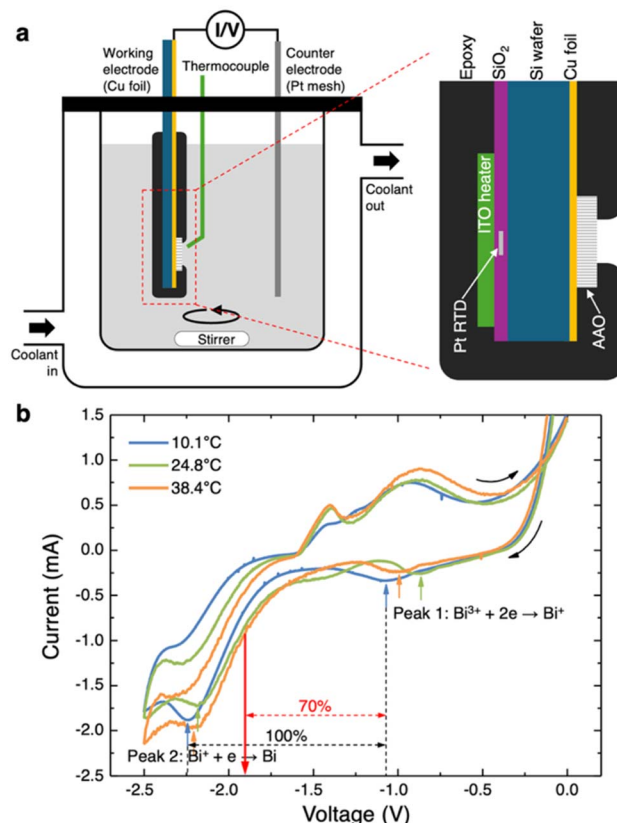 a
I/V
Working
electrode
(Cu foil)
Thermocouple
Counter
electrode
(Pt mesh)
Coolant
out
Coolant
in
Stirrer
Epoxy
SiO₂
Si wafer
Cu foil
ITO heater
Pt RTD
AAO
b
10.1°C
24.8°C
38.4°C
Peak 1: Bi³⁺ + 2e → Bi⁺
70%
100%
Peak 2: Bi⁺ + e → Bi
Current (mA)
1.5
1.0
0.5
0.0
-0.5
-1.0
-1.5
-2.0
-2.5
-2.5
-2.0
-1.5
-1.0
-0.5
0.0
Voltage (V)